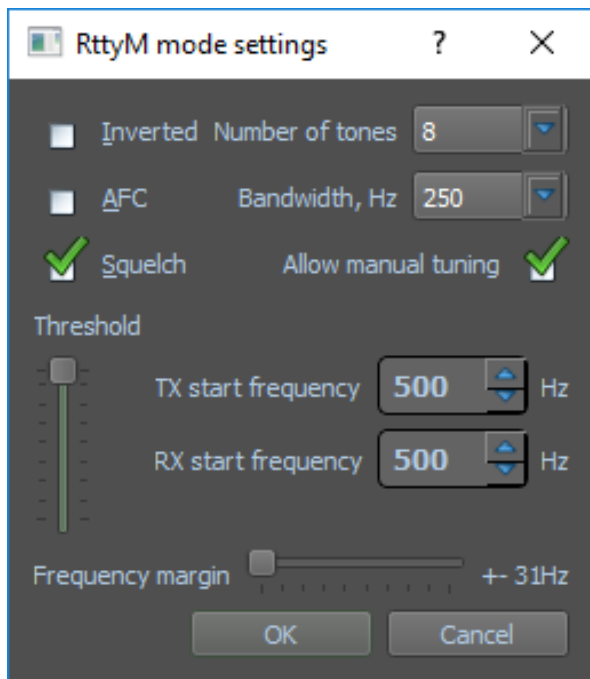 RttyM mode settings ?
Inverted Number of tones 8
AFC Bandwidth, Hz 250
Squelch Allow manual tuning
Threshold
TX start frequency 500 Hz
RX start frequency 500 Hz
Frequency margin +- 31Hz
OK Cancel